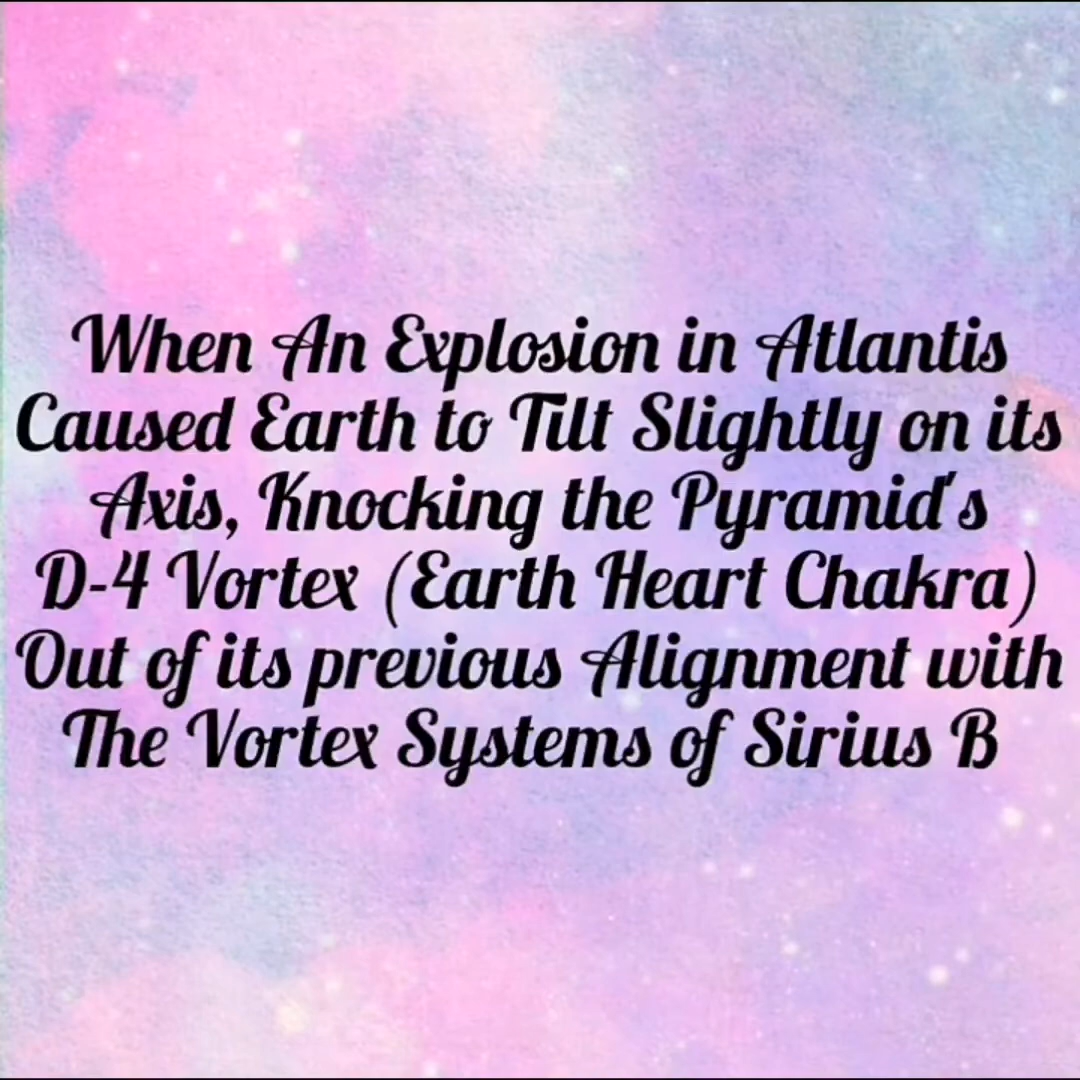 When An Explosion in Atlantis
Caused Earth to Tilt Slightly on its
Axis, Knocking the Pyramid's
D-4 Vortex (Earth Heart Chakra)
Out of its previous Alignment with
The Vortex Systems of Sirius B